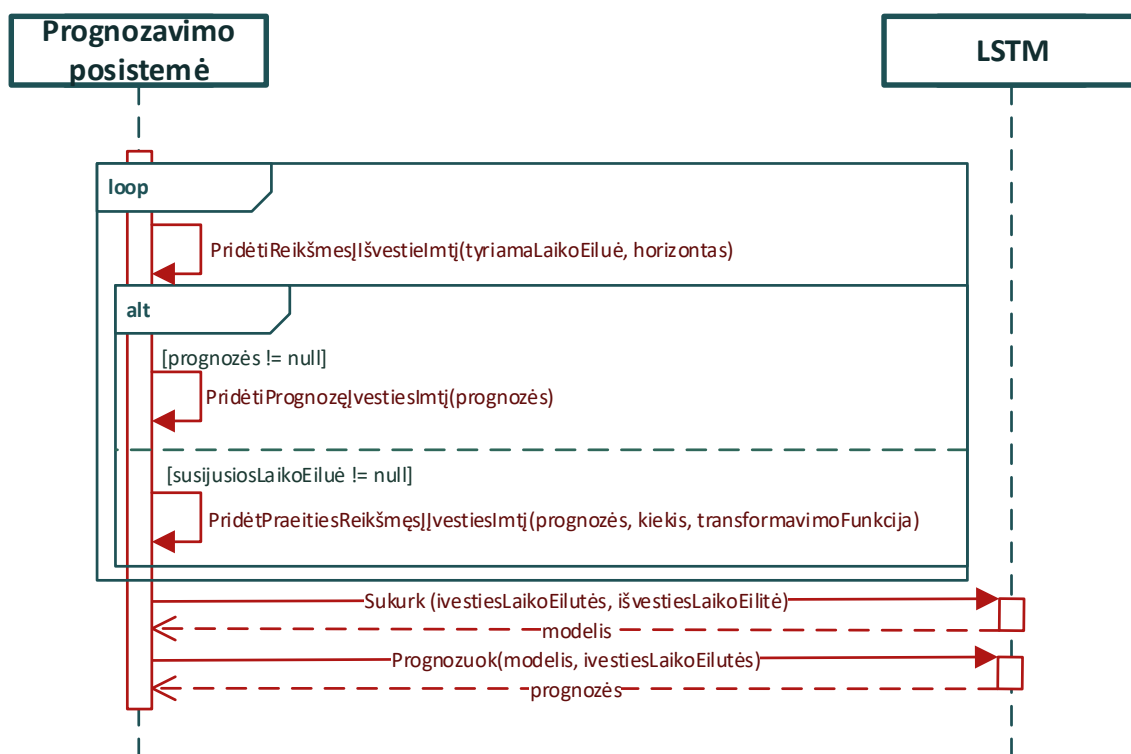 Prognozavimo
posistemė
LSTM
loop
PridėtiReikšmesĮIšvestieImtį(tyriamaLaikoEiluė, horizontas)
alt
[prognozės != null]
PridėtiPrognozęĮvestiesImtį(prognozės)
[susijusiosLaikoEiluė != null]
PridėtPraeitiesReikšmęĮĮvestiesImtį(prognozės, kiekis, transformavimoFunkcija)
Sukurk (ivestiesLaikoEilutės, išvestiesLaikoEilitė)
modelis
Prognozuok(modelis, ivestiesLaikoEilutės)
prognozės